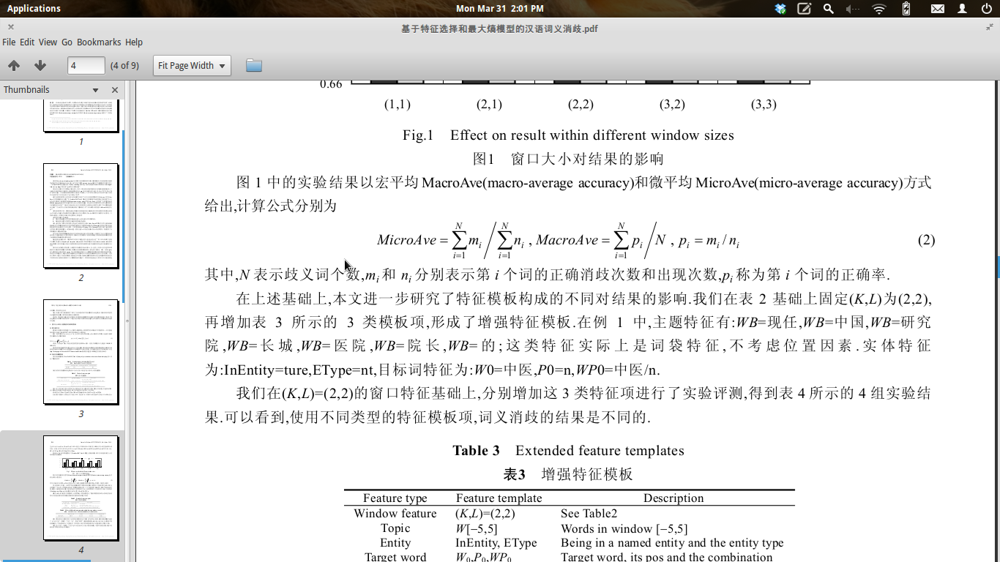 Applications
Mon Mar 31 2:01 PM
基于特征选择和最大熵模型的汉语词义消歧.pdf
File Edit View Go Bookmarks Help
4 (4 of 9) Fit Page Width
Thumbnails
1
2
3
4
0.66
(1,1) (2,1) (2,2) (3,2) (3,3)
Fig.1 Effect on result within different window sizes
图1 窗口大小对结果的影响
图 1 中的实验结果以宏平均 MacroAve(macro-average accuracy)和微平均 MicroAve(micro-average accuracy)方式
给出,计算公式分别为
MicroAve = ∑_{i=1}^{N} m_i / ∑_{i=1}^{N} n_i , MacroAve = ∑_{i=1}^{N} p_i / N , p_i = m_i / n_i (2)
其中,N 表示歧义词个数,m_i 和 n_i 分别表示第 i 个词的正确消歧次数和出现次数,p_i 称为第 i 个词的正确率.
在上述基础上,本文进一步研究了特征模板构成的不同对结果的影响.我们在表 2 基础上固定(K,L)为(2,2),
再增加表 3 所示的 3 类模板项,形成了增强特征模板.在例 1 中,主题特征有:WB=现任,WB=中国,WB=研究
院,WB=长城,WB=医院,WB=院长,WB=的;这类特征实际上是词袋特征,不考虑位置因素.实体特征
为:InEntity=ture,EType=nt,目标词特征为:W0=中医,P0=n,WP0=中医/n.
我们在(K,L)=(2,2)的窗口特征基础上,分别增加这 3 类特征项进行了实验评测,得到表 4 所示的 4 组实验结
果.可以看到,使用不同类型的特征模板项,词义消歧的结果是不同的.
Table 3 Extended feature templates
表3 增强特征模板
Feature type Feature template Description
Window feature (K,L)=(2,2) See Table2
Topic W[−5,5] Words in window [−5,5]
Entity InEntity, EType Being in a named entity and the entity type
Target word W0,P0,WP0 Target word, its pos and the combination